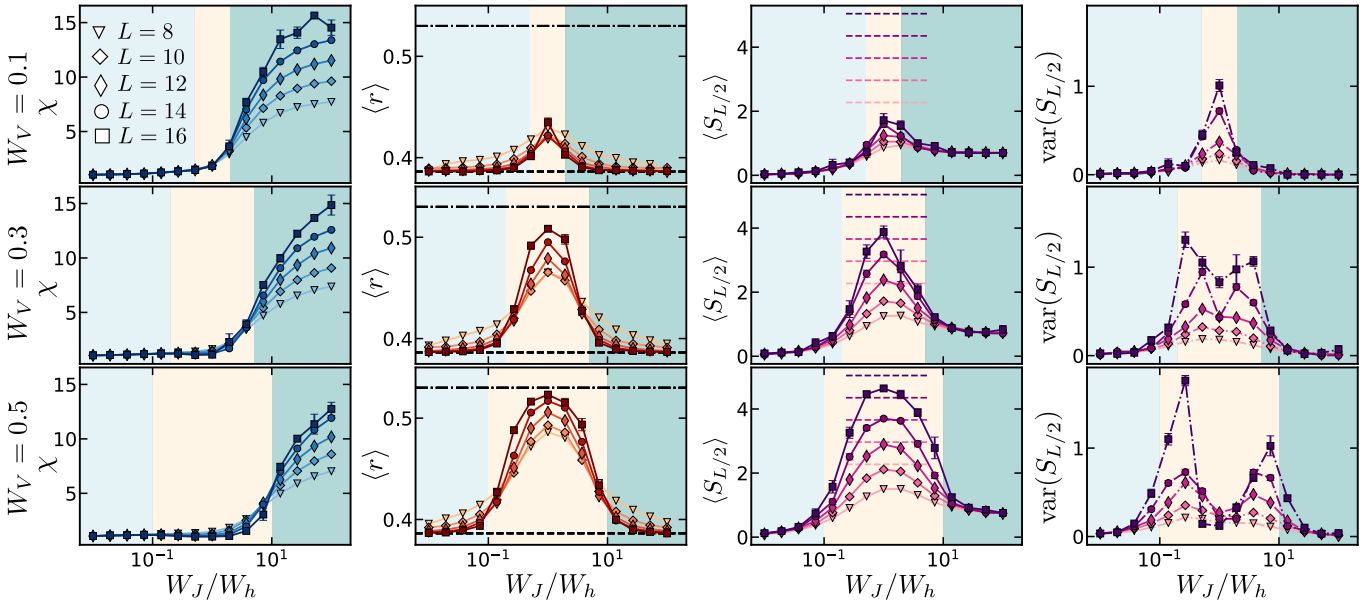 W_V = 0.1
χ
15
10
5
L = 8
L = 10
L = 12
L = 14
L = 16
⟨r⟩
0.5
0.4
⟨S_{L/2}⟩
4
2
0
var(S_{L/2})
1
0
W_V = 0.3
χ
15
10
5
⟨r⟩
0.5
0.4
⟨S_{L/2}⟩
4
2
0
var(S_{L/2})
1
0
W_V = 0.5
χ
15
10
5
⟨r⟩
0.5
0.4
⟨S_{L/2}⟩
4
2
0
var(S_{L/2})
1
0
10^{-1} 10^{1}
W_J/W_h
10^{-1} 10^{1}
W_J/W_h
10^{-1} 10^{1}
W_J/W_h
10^{-1} 10^{1}
W_J/W_h